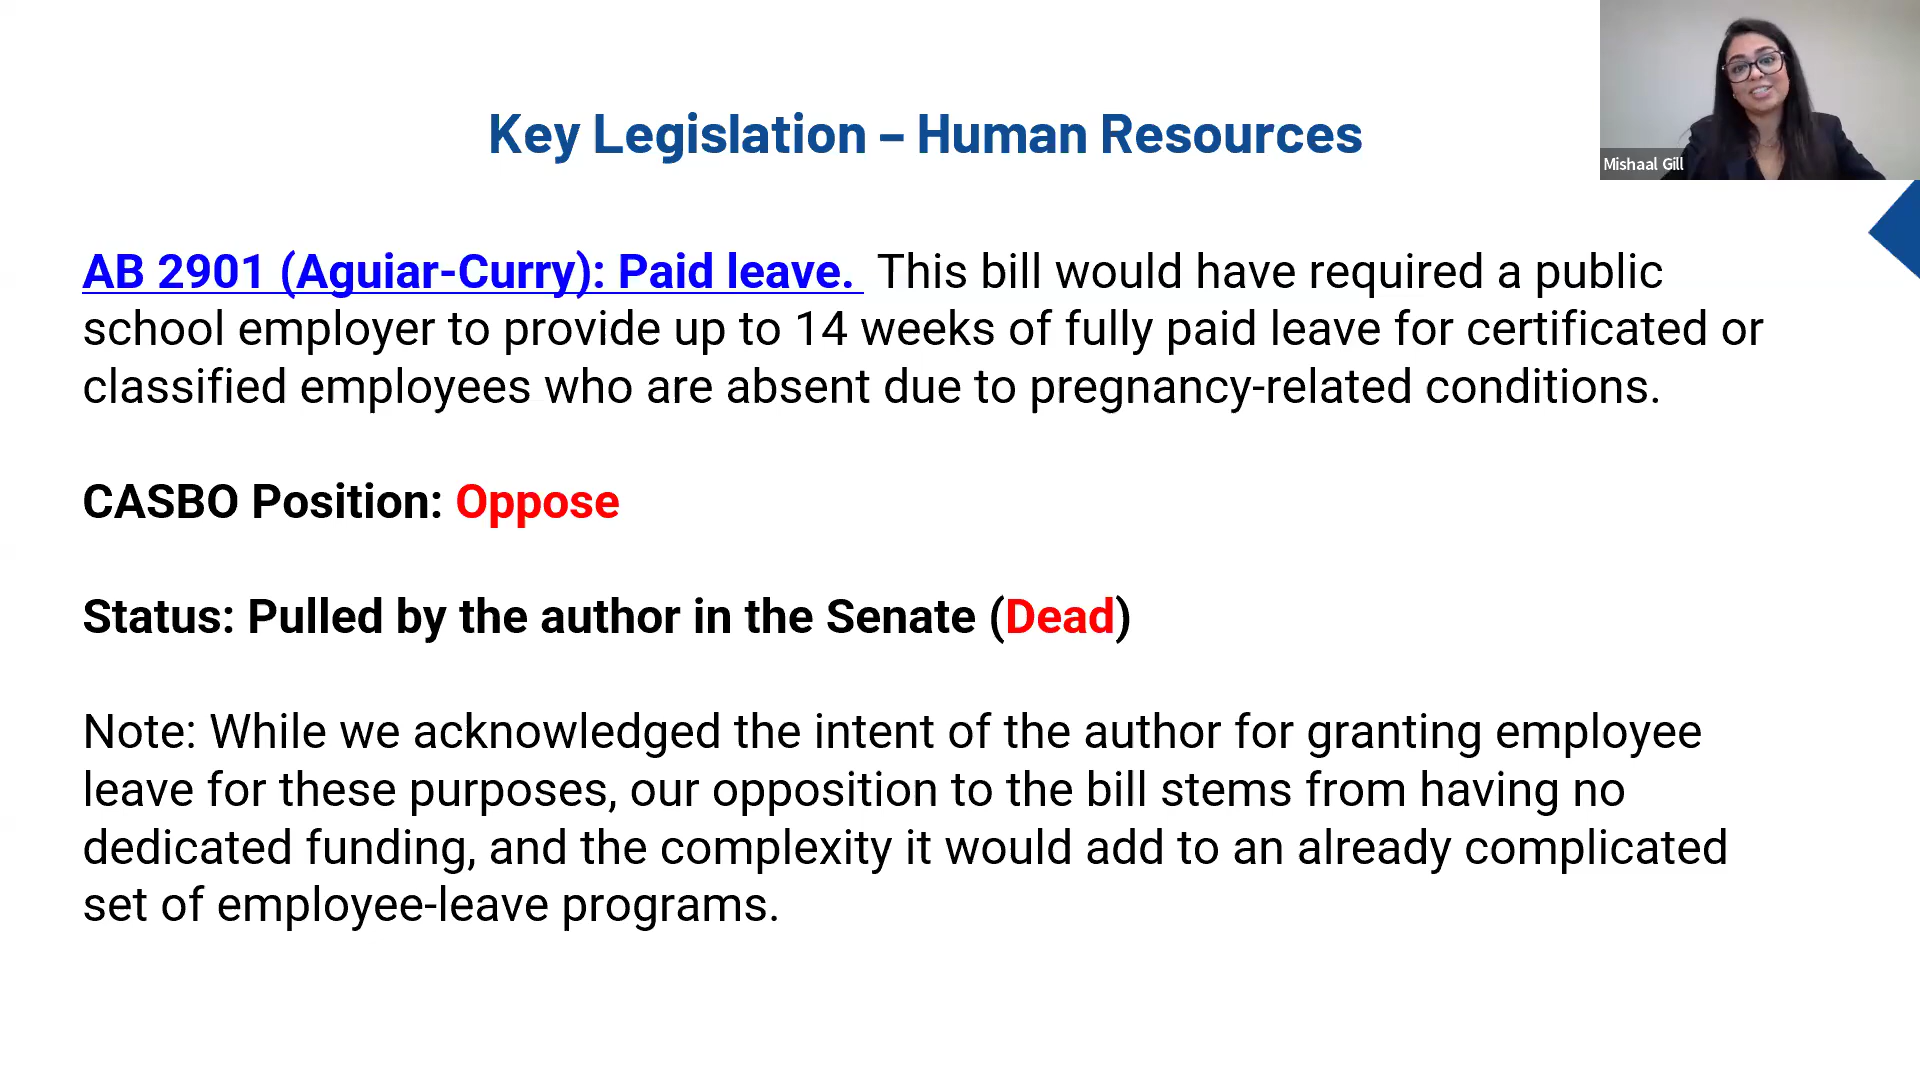 Key Legislation – Human Resources
Mishaal Gill
AB 2901 (Aguiar-Curry): Paid leave. This bill would have required a public
school employer to provide up to 14 weeks of fully paid leave for certificated or
classified employees who are absent due to pregnancy-related conditions.
CASBO Position: Oppose
Status: Pulled by the author in the Senate (Dead)
Note: While we acknowledged the intent of the author for granting employee
leave for these purposes, our opposition to the bill stems from having no
dedicated funding, and the complexity it would add to an already complicated
set of employee-leave programs.